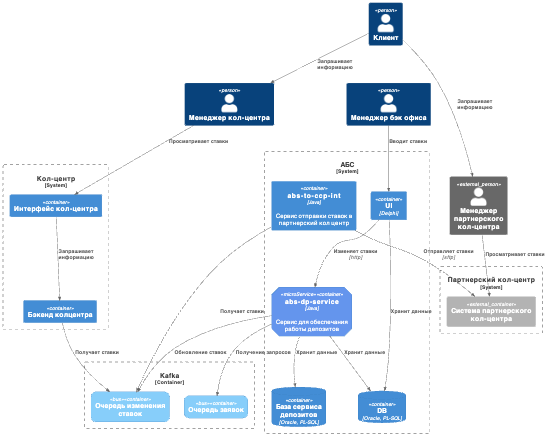 «person»
Клиент
Запрашивает
информацию
«person»
Менеджер кол-центра
«person»
Менеджер бэк офиса
Запрашивает
информацию
Просматривает ставки
Вводит ставки
Кол-центр
[System]
«container»
Интерфейс кол-центра
Запрашивает
информацию
«container»
Бэкенд колцентра
АБС
[System]
«container»
abs-to-ccp-int
[Java]
Сервис отправки ставок в
партнерский кол центр
«container»
UI
[Delphi]
«external_person»
Менеджер
партнерского
кол-центра
Изменяет ставки
[http]
Отправляет ставки
[sftp]
Просматривает ставки
Партнерский кол-центр
[System]
«external_container»
Система партнерского
кол-центра
«microService»«container»
abs-dp-service
[Java]
Сервис для обеспечения
работы депозитов
Получает ставки
Хранит данные
Получает ставки
Обновление ставок
Получение запросов
Хранит данные
Хранит данные
Kafka
[Container]
«bus»«container»
Очередь изменения
ставок
«bus»«container»
Очередь заявок
«container»
База сервиса
депозитов
[Oracle, PL-SQL]
«container»
DB
[Oracle, PL-SQL]